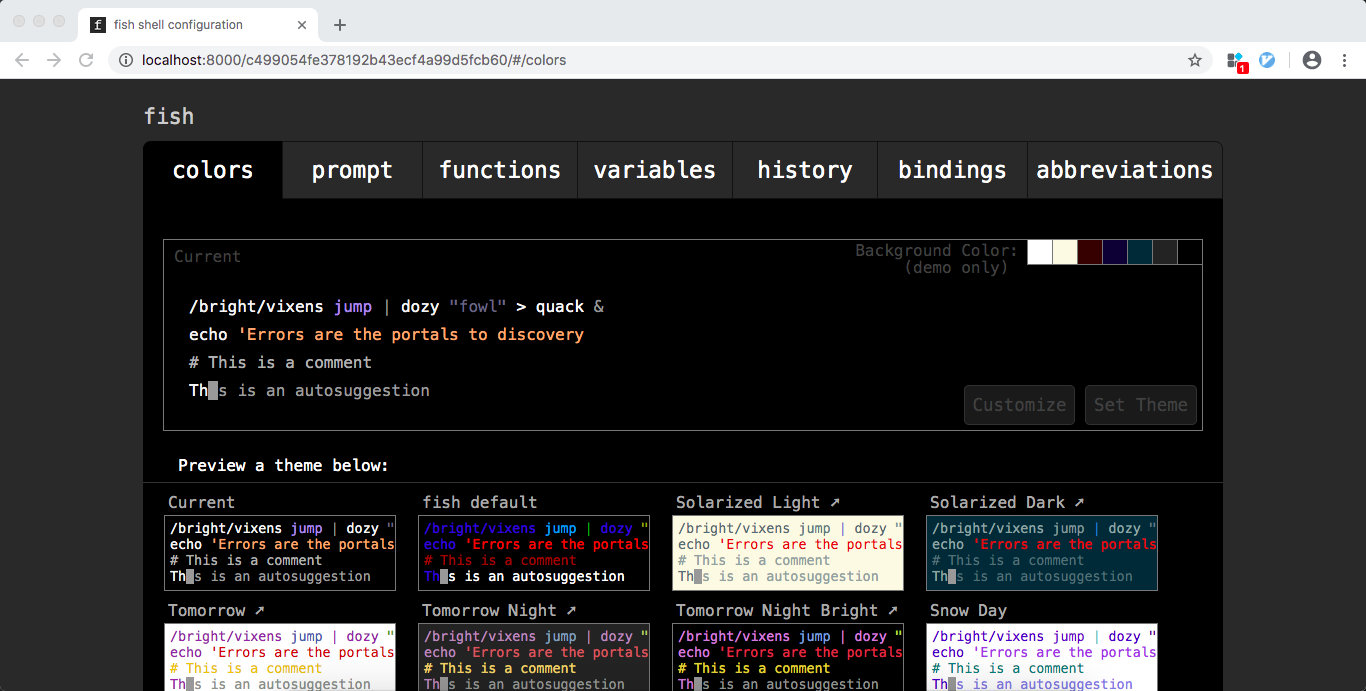 fish shell configuration
localhost:8000/c499054fe378192b43ecf4a99d5fcb60/#/colors
1
fish
colors prompt functions variables history bindings abbreviations
Current
Background Color:
(demo only)
/bright/vixens jump | dozy "fowl" > quack &
echo 'Errors are the portals to discovery
# This is a comment
Th s is an autosuggestion
Customize Set Theme
Preview a theme below:
Current
/bright/vixens jump | dozy "
echo 'Errors are the portals
# This is a comment
Th s is an autosuggestion
fish default
/bright/vixens jump | dozy "
echo 'Errors are the portals
# This is a comment
Th s is an autosuggestion
Solarized Light ➚
/bright/vixens jump | dozy "
echo 'Errors are the portals
# This is a comment
Th s is an autosuggestion
Solarized Dark ➚
/bright/vixens jump | dozy "
echo 'Errors are the portals
# This is a comment
Th s is an autosuggestion
Tomorrow ➚
/bright/vixens jump | dozy "
echo 'Errors are the portals
# This is a comment
Th s is an autosuggestion
Tomorrow Night ➚
/bright/vixens jump | dozy "
echo 'Errors are the portals
# This is a comment
Th s is an autosuggestion
Tomorrow Night Bright ➚
/bright/vixens jump | dozy "
echo 'Errors are the portals
# This is a comment
Th s is an autosuggestion
Snow Day
/bright/vixens jump | dozy "
echo 'Errors are the portals
# This is a comment
Th s is an autosuggestion